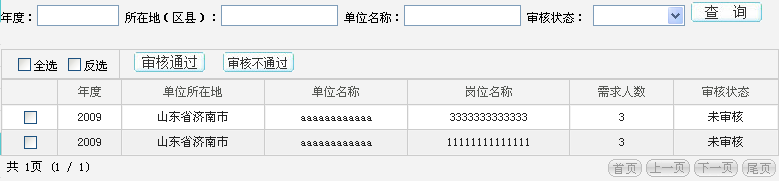 年度： 所在地(区县)： 单位名称： 审核状态： 查 询
全选 反选 审核通过 审核不通过
年度 单位所在地 单位名称 岗位名称 需求人数 审核状态
2009 山东省济南市 aaaaaaaaaaaa 3333333333333 3 未审核
2009 山东省济南市 aaaaaaaaaaaa 11111111111111 3 未审核
共 1页 (1 / 1) 首页 上一页 下一页 尾页